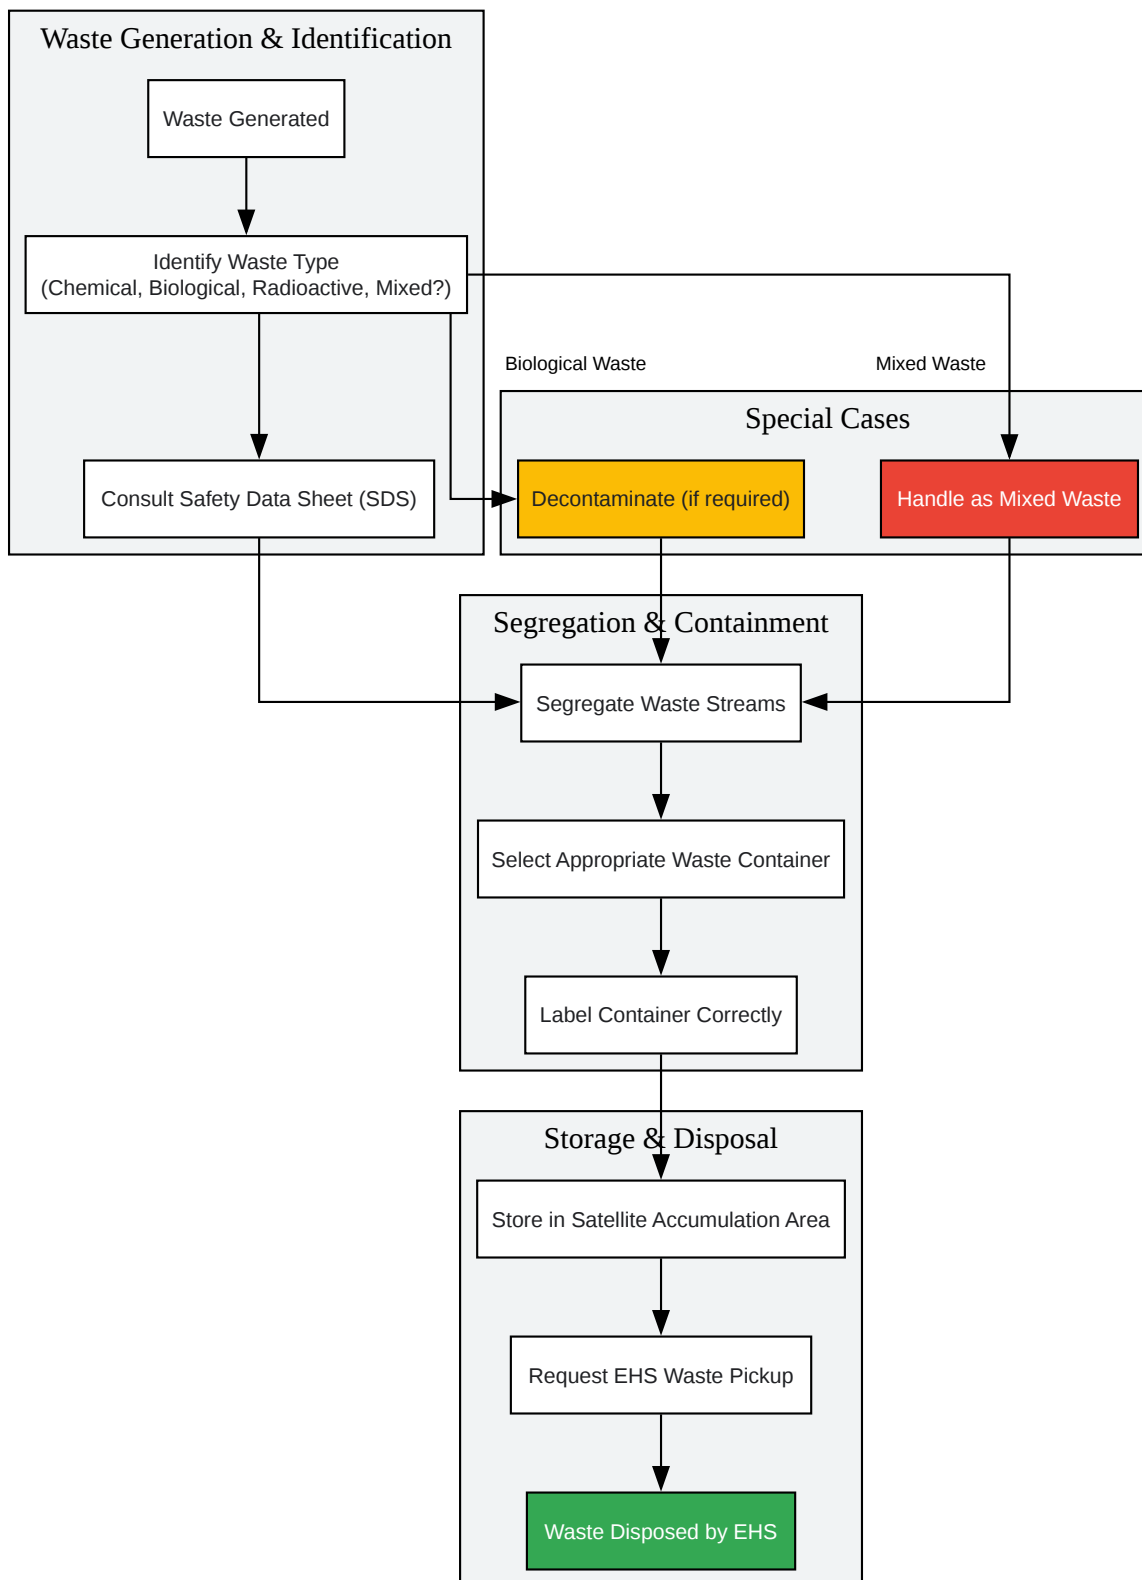 Waste Generation & Identification
Waste Generated
Identify Waste Type
(Chemical, Biological, Radioactive, Mixed?)
Biological Waste
Mixed Waste
Special Cases
Consult Safety Data Sheet (SDS)
Decontaminate (if required)
Handle as Mixed Waste
Segregation & Containment
Segregate Waste Streams
Select Appropriate Waste Container
Label Container Correctly
Storage & Disposal
Store in Satellite Accumulation Area
Request EHS Waste Pickup
Waste Disposed by EHS